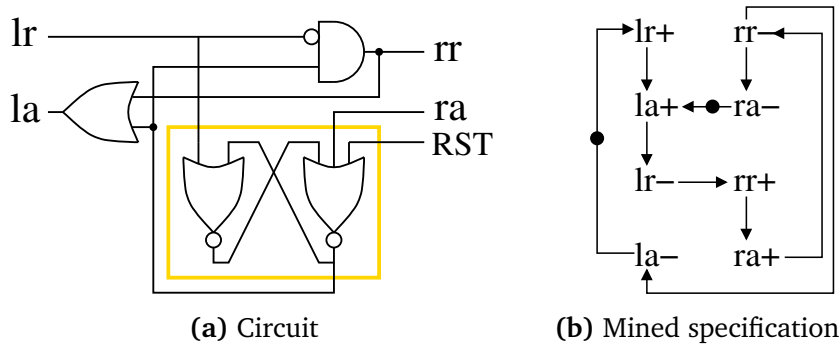 lr
rr
la
ra
RST
(a) Circuit
lr+ rr−
la+ ra−
lr− rr+
la− ra+
(b) Mined specification